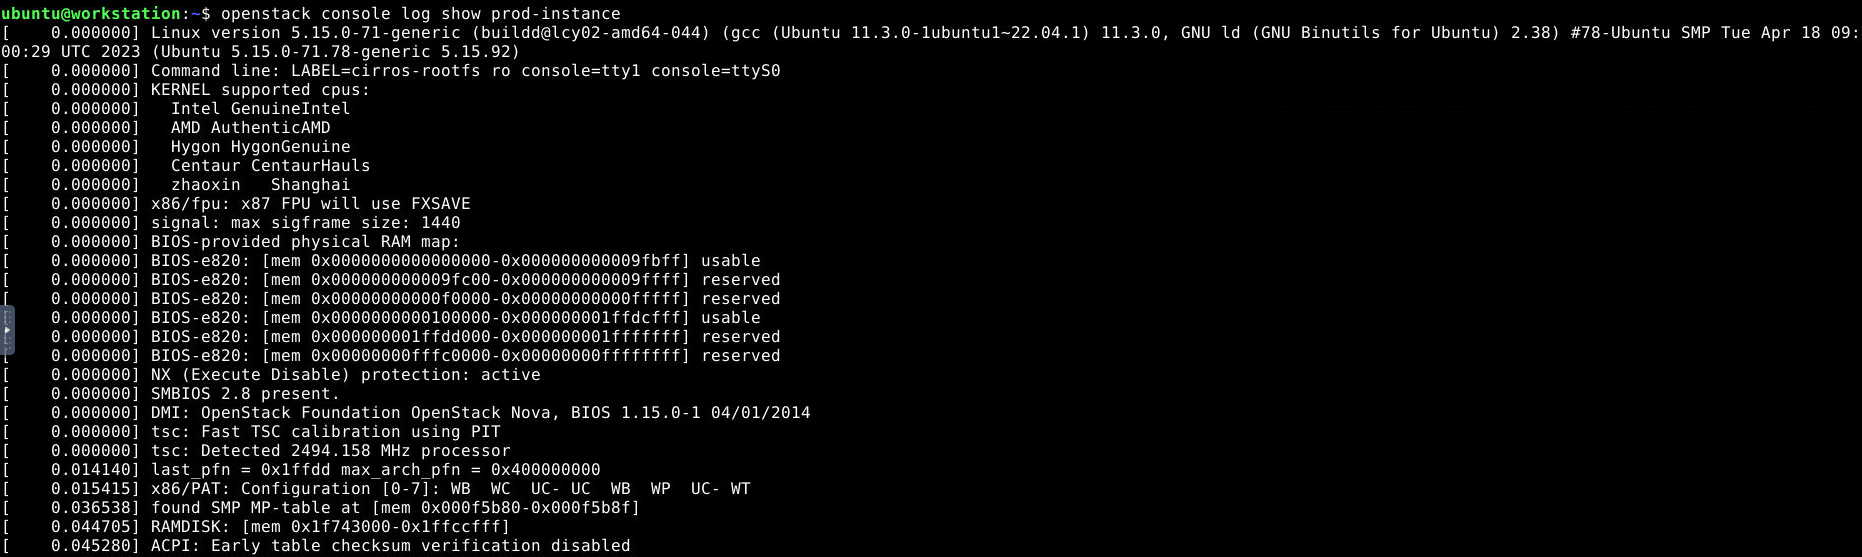 ubuntu@workstation:~$ openstack console log show prod-instance
[    0.000000] Linux version 5.15.0-71-generic (buildd@lcy02-amd64-044) (gcc (Ubuntu 11.3.0-1ubuntu1~22.04.1) 11.3.0, GNU ld (GNU Binutils for Ubuntu) 2.38) #78-Ubuntu SMP Tue Apr 18 09:
00:29 UTC 2023 (Ubuntu 5.15.0-71.78-generic 5.15.92)
[    0.000000] Command line: LABEL=cirros-rootfs ro console=tty1 console=ttyS0
[    0.000000] KERNEL supported cpus:
[    0.000000]   Intel GenuineIntel
[    0.000000]   AMD AuthenticAMD
[    0.000000]   Hygon HygonGenuine
[    0.000000]   Centaur CentaurHauls
[    0.000000]   zhaoxin   Shanghai
[    0.000000] x86/fpu: x87 FPU will use FXSAVE
[    0.000000] signal: max sigframe size: 1440
[    0.000000] BIOS-provided physical RAM map:
[    0.000000] BIOS-e820: [mem 0x0000000000000000-0x000000000009fbff] usable
[    0.000000] BIOS-e820: [mem 0x000000000009fc00-0x000000000009ffff] reserved
[    0.000000] BIOS-e820: [mem 0x00000000000f0000-0x00000000000fffff] reserved
[    0.000000] BIOS-e820: [mem 0x0000000000100000-0x000000001ffdcfff] usable
[    0.000000] BIOS-e820: [mem 0x000000001ffdd000-0x000000001fffffff] reserved
[    0.000000] BIOS-e820: [mem 0x00000000fffc0000-0x00000000ffffffff] reserved
[    0.000000] NX (Execute Disable) protection: active
[    0.000000] SMBIOS 2.8 present.
[    0.000000] DMI: OpenStack Foundation OpenStack Nova, BIOS 1.15.0-1 04/01/2014
[    0.000000] tsc: Fast TSC calibration using PIT
[    0.000000] tsc: Detected 2494.158 MHz processor
[    0.014140] last_pfn = 0x1ffdd max_arch_pfn = 0x400000000
[    0.015415] x86/PAT: Configuration [0-7]: WB  WC  UC- UC  WB  WP  UC- WT
[    0.036538] found SMP MP-table at [mem 0x000f5b80-0x000f5b8f]
[    0.044705] RAMDISK: [mem 0x1f743000-0x1ffccfff]
[    0.045280] ACPI: Early table checksum verification disabled